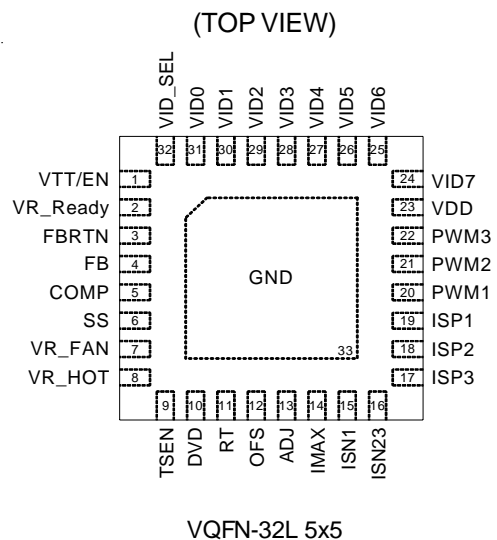 (TOP VIEW)
VID_SEL
VID0
VID1
VID2
VID3
VID4
VID5
VID6
32
31
30
29
28
27
26
25
VTT/EN 1
VR_Ready 2
FBRTN 3
FB 4
COMP 5
SS 6
VR_FAN 7
VR_HOT 8
GND
33
24 VID7
23 VDD
22 PWM3
21 PWM2
20 PWM1
19 ISP1
18 ISP2
17 ISP3
9
10
11
12
13
14
15
16
TSEN
DVD
RT
OFS
ADJ
IMAX
ISN1
ISN23
VQFN-32L 5x5